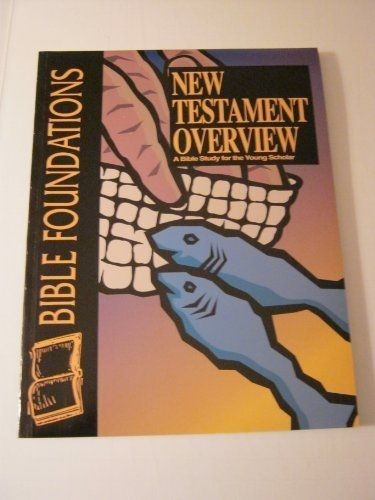 BIBLE FOUNDATIONS
NEW
TESTAMENT
OVERVIEW
A Bible Study for the Young Scholar